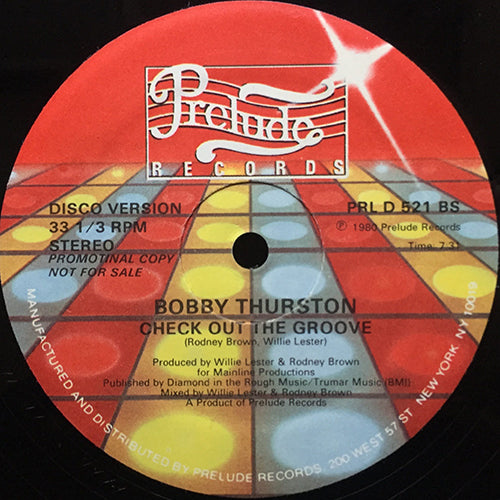 Prelude
RECORDS
DISCO VERSION
33 1/3 RPM
STEREO
PROMOTINAL COPY
NOT FOR SALE
PRL D 521 BS
Ⓟ 1980 Prelude Records
Time: 7.31
BOBBY THURSTON
CHECK OUT THE GROOVE
(Rodney Brown, Willie Lester)
Produced by Willie Lester & Rodney Brown
for Mainline Productions
Published by Diamond in the Rough Music/Trumar Music (BMI)
Mixed by Willie Lester & Rodney Brown
A Product of Prelude Records
MANUFACTURED AND DISTRIBUTED BY PRELUDE RECORDS, 200 WEST 57 ST. NEW YORK, NY 10019